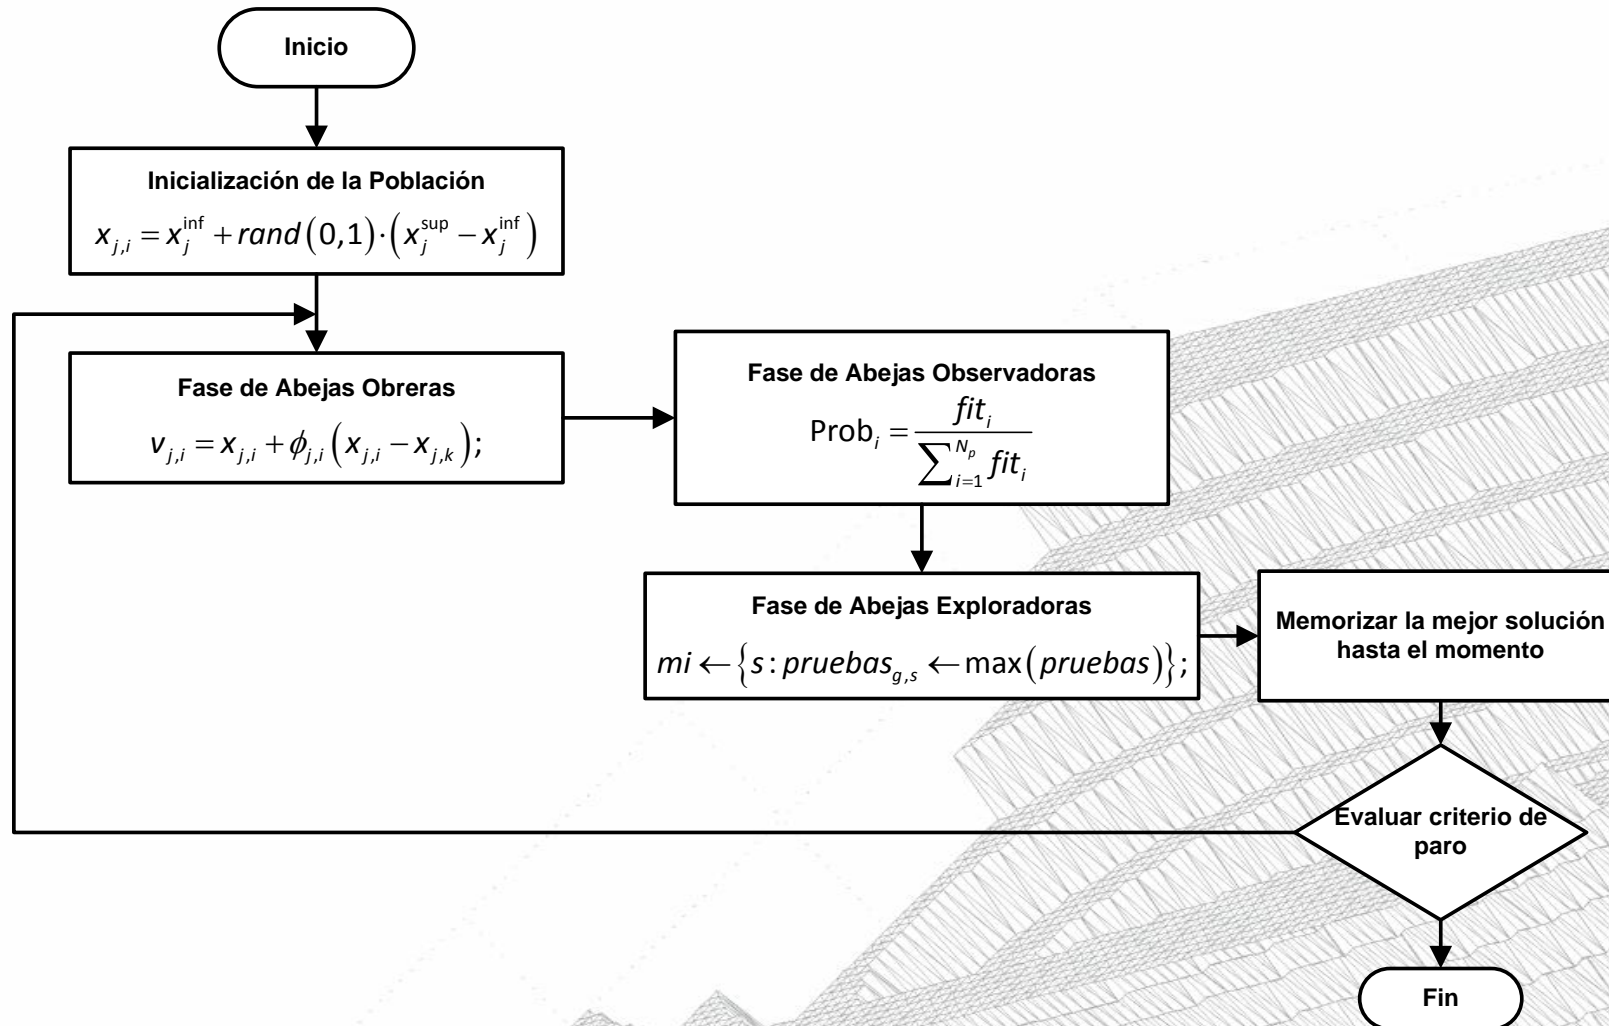 Inicio
Inicialización de la Población
x_{j,i} = x_j^{inf} + rand(0,1)·(x_j^{sup} − x_j^{inf})
Fase de Abejas Obreras
v_{j,i} = x_{j,i} + ϕ_{j,i}(x_{j,i} − x_{j,k});
Fase de Abejas Observadoras
Prob_i = fit_i / ∑_{i=1}^{N_p} fit_i
Fase de Abejas Exploradoras
mi ← {s : pruebas_{g,s} ← max(pruebas)};
Memorizar la mejor solución
hasta el momento
Evaluar criterio de
paro
Fin